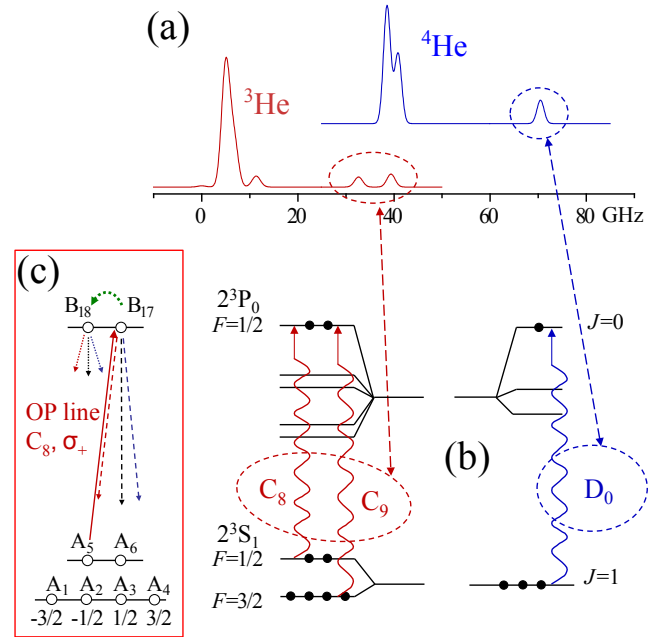 (a)
⁴He
³He
0 20 40 60 80 GHz
(c)
B₁₈ B₁₇
OP line
C₈, σ₊
A₅ A₆
A₁ A₂ A₃ A₄
-3/2 -1/2 1/2 3/2
2³P₀
F=1/2
C₈ C₉
2³S₁
F=1/2
F=3/2
J=0
(b)
D₀
J=1